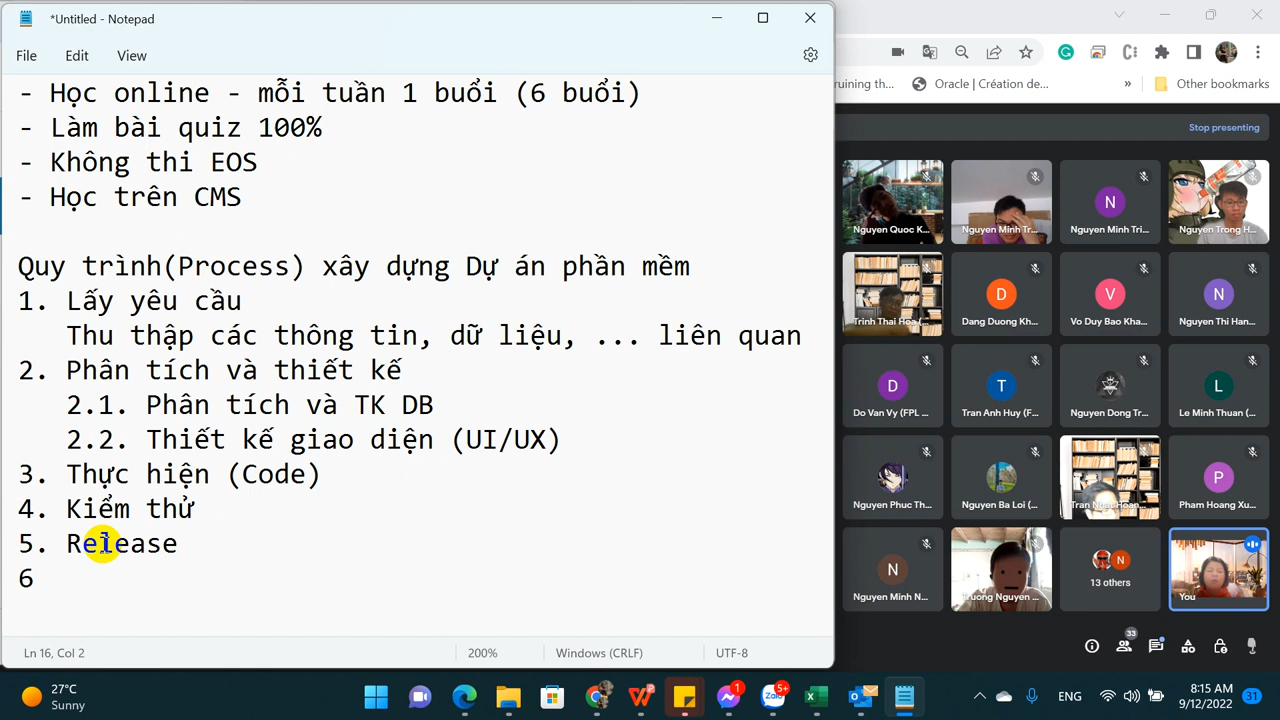 *Untitled - Notepad
File Edit View
- Học online - mỗi tuần 1 buổi (6 buổi)
- Làm bài quiz 100%
- Không thi EOS
- Học trên CMS
Quy trình(Process) xây dựng Dự án phần mềm
1. Lấy yêu cầu
Thu thập các thông tin, dữ liệu, ... liên quan
2. Phân tích và thiết kế
2.1. Phân tích và TK DB
2.2. Thiết kế giao diện (UI/UX)
3. Thực hiện (Code)
4. Kiểm thử
5. Release
6
Ln 16, Col 2 200% Windows (CRLF) UTF-8
ruining th... Oracle | Création de... » Other bookmarks
Stop presenting
Nguyen Quoc K... Nguyen Minh Tri... N Nguyen Minh Tri... Nguyen Trong H...
Trinh Thai Hoa (... D Dang Duong Kh... V Vo Duy Bao Kha... N Nguyen Thi Han...
D Do Van Vy (FPL ... T Tran Anh Huy (F... Nguyen Dong Tr... L Le Minh Thuan (...
Nguyen Phuc Th... Nguyen Ba Loi (... Tran Ngoc Hoan... P Pham Hoang Xu...
N Nguyen Minh N... Truong Nguyen ... N 13 others You
33
27°C
Sunny
1 5+ ENG 8:15 AM
9/12/2022 31